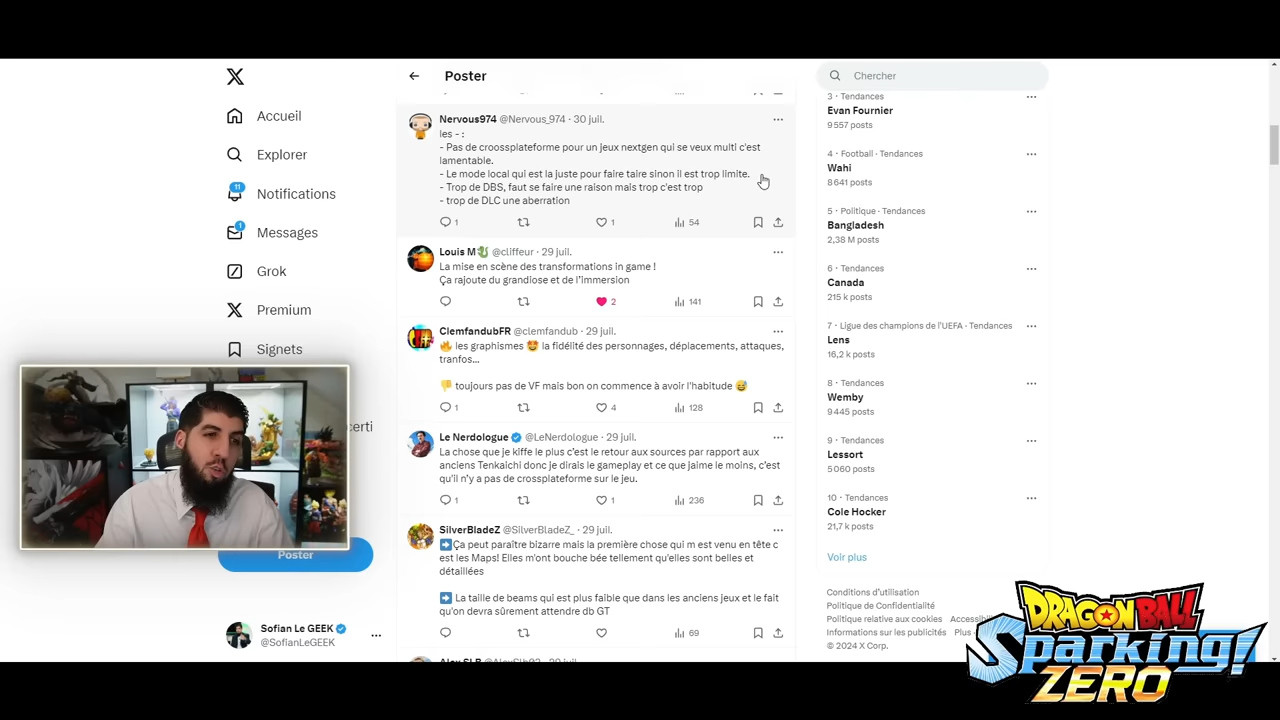 Poster
Chercher
Accueil
Explorer
11
Notifications
1
Messages
Grok
Premium
Signets
certi
Poster
Sofian Le GEEK
@SofianLeGEEK
Nervous974 @Nervous_974 · 30 juil.
les - :
- Pas de croossplateforme pour un jeux nextgen qui se veux multi c'est
lamentable.
- Le mode local qui est la juste pour faire taire sinon il est trop limite.
- Trop de DBS, faut se faire une raison mais trop c'est trop
- trop de DLC une aberration
1 1 54
Louis M🐉 @cliffeur · 29 juil.
La mise en scène des transformations in game !
Ça rajoute du grandiose et de l'immersion
2 141
ClemfandubFR @clemfandub · 29 juil.
🔥 les graphismes 🤩 la fidélité des personnages, déplacements, attaques,
tranfos...
👎 toujours pas de VF mais bon on commence à avoir l'habitude 😅
1 4 128
Le Nerdologue @LeNerdologue · 29 juil.
La chose que je kiffe le plus c'est le retour aux sources par rapport aux
anciens Tenkaichi donc je dirais le gameplay et ce que jaime le moins, c'est
qu'il n'y a pas de crossplateforme sur le jeu.
1 1 236
SilverBladeZ @SilverBladeZ_ · 29 juil.
➡️Ça peut paraître bizarre mais la première chose qui m est venu en tête c
est les Maps! Elles m'ont bouche bée tellement qu'elles sont belles et
détaillées
➡️ La taille de beams qui est plus faible que dans les anciens jeux et le fait
qu'on devra sûrement attendre db GT
69
3 · Tendances
Evan Fournier
9 557 posts
4 · Football · Tendances
Wahi
8 641 posts
5 · Politique · Tendances
Bangladesh
2,38 M posts
6 · Tendances
Canada
215 k posts
7 · Ligue des champions de l'UEFA · Tendances
Lens
16,2 k posts
8 · Tendances
Wemby
9 445 posts
9 · Tendances
Lessort
5 060 posts
10 · Tendances
Cole Hocker
21,7 k posts
Voir plus
Conditions d'utilisation
Politique de Confidentialité
Politique relative aux cookies
Informations sur les publicités Plus
© 2024 X Corp.
DRAGON BALL
Sparking!
ZERO